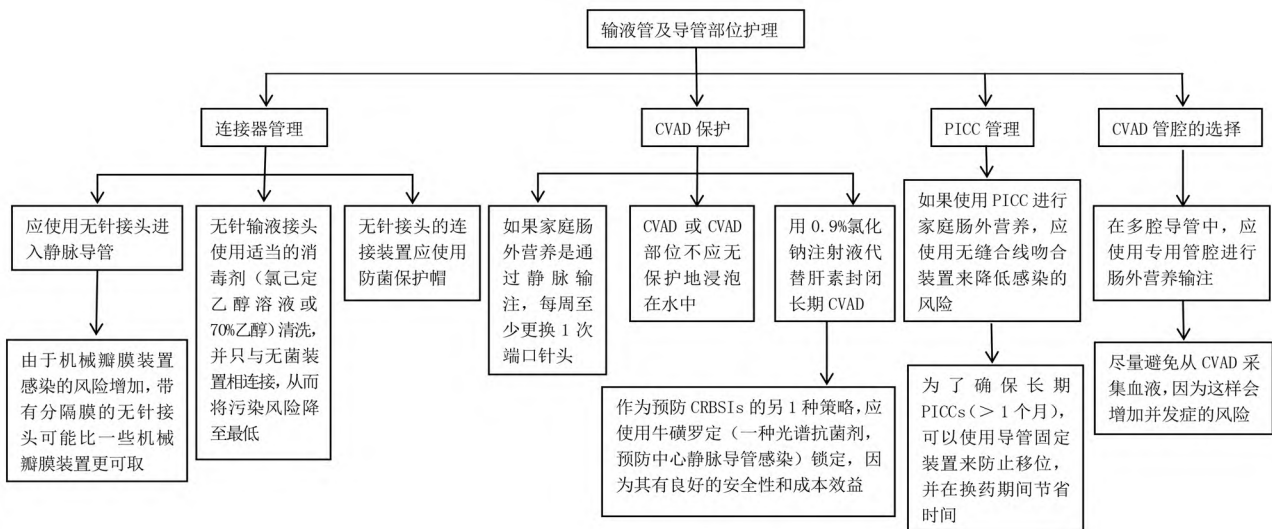 输液管及导管部位护理
连接器管理
CVAD 保护
PICC 管理
CVAD 管腔的选择
应使用无针接头进
入静脉导管
无针输液接头
使用适当的消
毒剂（氯己定
乙醇溶液或
70%乙醇）清洗,
并只与无菌装
置相连接, 从而
将污染风险降
至最低
无针接头的连
接装置应使用
防菌保护帽
如果家庭肠
外营养是通
过静脉输
注，每周至
少更换 1 次
端口针头
CVAD 或 CVAD
部位不应无
保护地浸泡
在水中
用 0.9%氯化
钠注射液代
替肝素封闭
长期 CVAD
如果使用 PICC 进行
家庭肠外营养，应
使用无缝合线吻合
装置来降低感染的
风险
在多腔导管中，应
使用专用管腔进行
肠外营养输注
由于机械瓣膜装置
感染的风险增加, 带
有分隔膜的无针接
头可能比一些机械
瓣膜装置更可取
作为预防 CRBSIs 的另 1 种策略, 应
使用牛磺罗定（一种光谱抗菌剂,
预防中心静脉导管感染）锁定，因
为其有良好的安全性和成本效益
为了确保长期
PICCs(＞1 个月),
可以使用导管固定
装置来防止移位，
并在换药期间节省
时间
尽量避免从 CVAD 采
集血液，因为这样会
增加并发症的风险